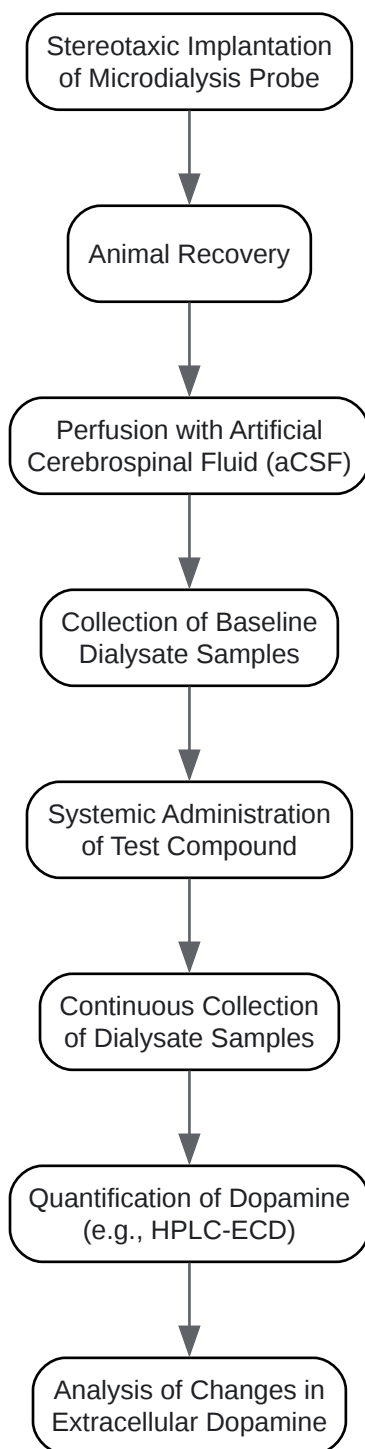 Stereotaxic Implantation
of Microdialysis Probe
Animal Recovery
Perfusion with Artificial
Cerebrospinal Fluid (aCSF)
Collection of Baseline
Dialysate Samples
Systemic Administration
of Test Compound
Continuous Collection
of Dialysate Samples
Quantification of Dopamine
(e.g., HPLC-ECD)
Analysis of Changes in
Extracellular Dopamine